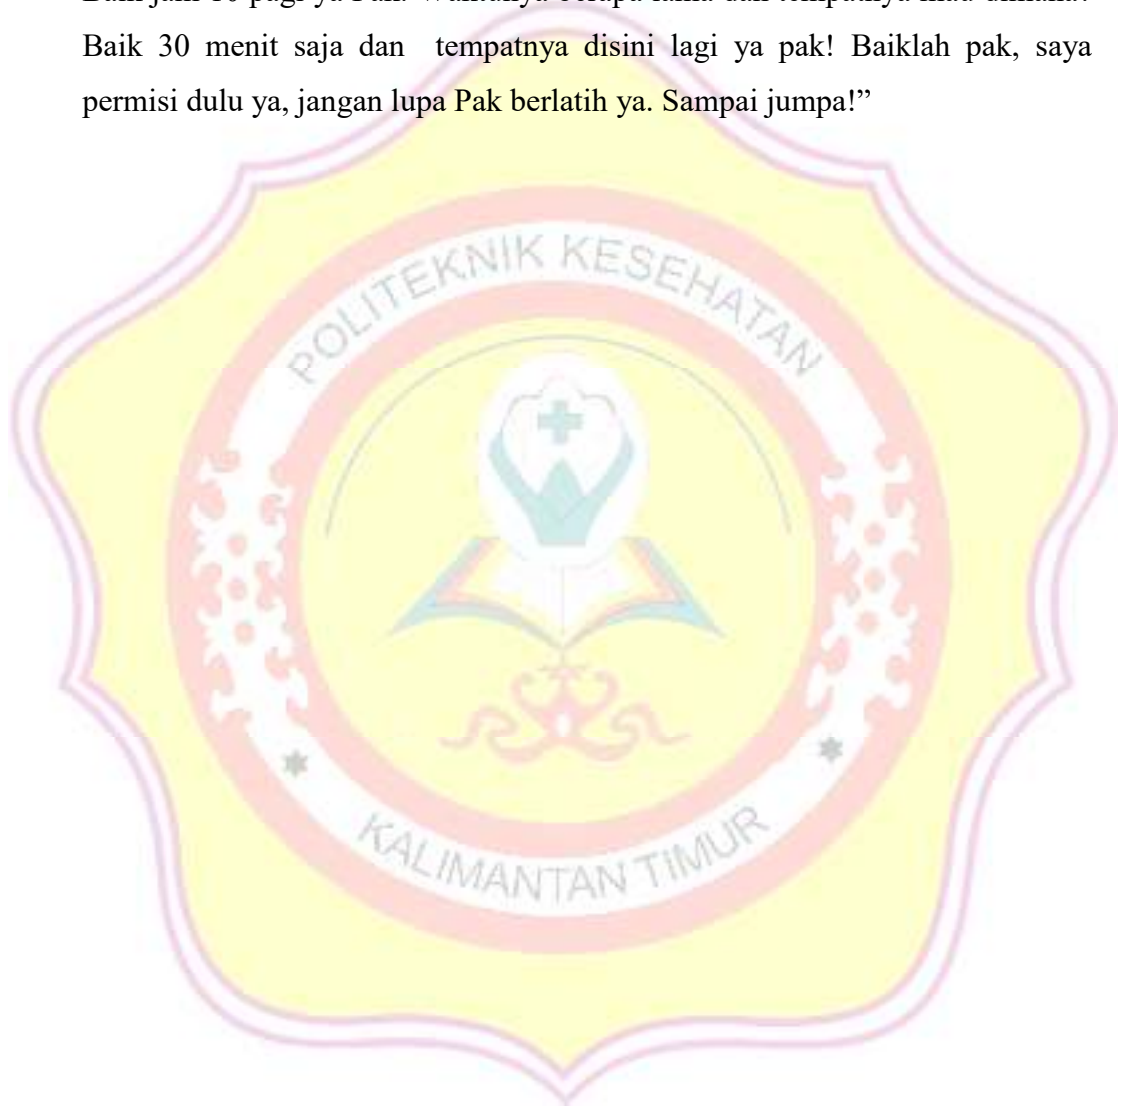 Baik jam 10 pagi ya Pak! Waktunya berapa lama dan tempatnya mau dimana?
Baik 30 menit saja dan tempatnya disini lagi ya pak! Baiklah pak, saya
permisi dulu ya, jangan lupa Pak berlatih ya. Sampai jumpa!”
POLITEKNIK KESEHATAN
KALIMANTAN TIMUR